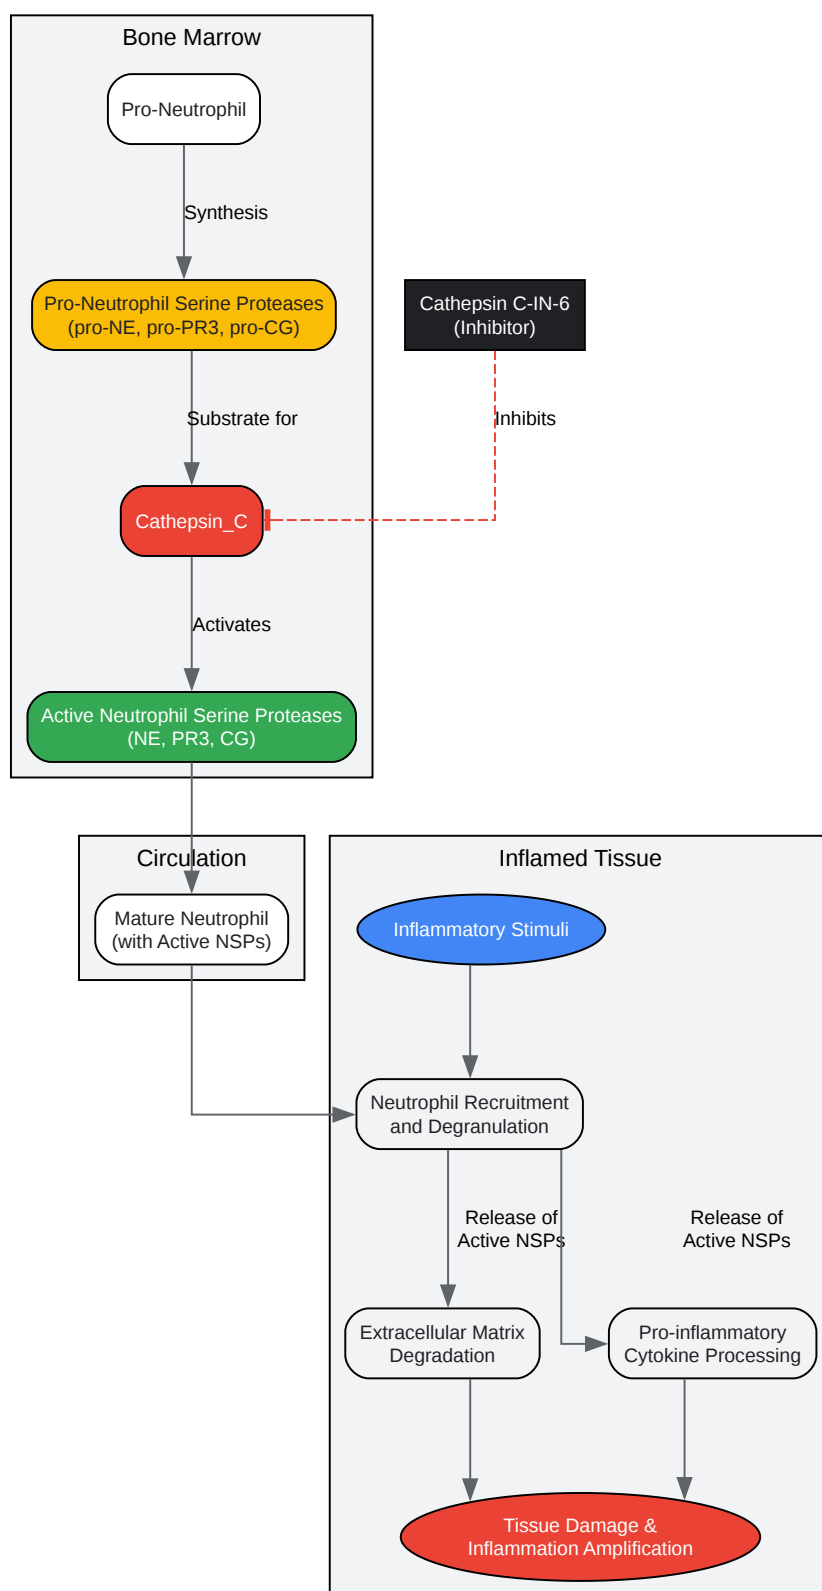 Bone Marrow
Pro-Neutrophil
Synthesis
Pro-Neutrophil Serine Proteases
(pro-NE, pro-PR3, pro-CG)
Cathepsin C-IN-6
(Inhibitor)
Substrate for
Inhibits
Cathepsin_C
Activates
Active Neutrophil Serine Proteases
(NE, PR3, CG)
Circulation
Mature Neutrophil
(with Active NSPs)
Inflamed Tissue
Inflammatory Stimuli
Neutrophil Recruitment
and Degranulation
Release of
Active NSPs
Release of
Active NSPs
Extracellular Matrix
Degradation
Pro-inflammatory
Cytokine Processing
Tissue Damage &
Inflammation Amplification